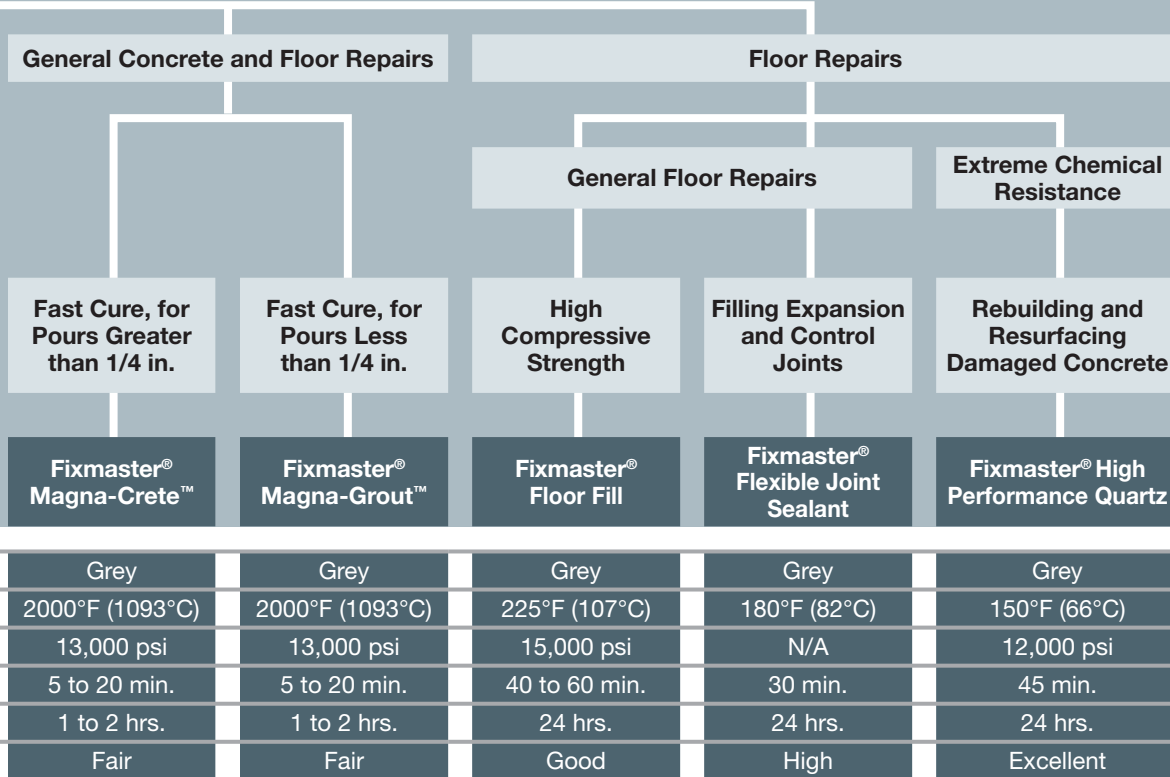 General Concrete and Floor Repairs
Floor Repairs
General Floor Repairs
Extreme Chemical
Resistance
Fast Cure, for
Pours Greater
than 1/4 in.
Fast Cure, for
Pours Less
than 1/4 in.
High
Compressive
Strength
Filling Expansion
and Control
Joints
Rebuilding and
Resurfacing
Damaged Concrete
Fixmaster®
Magna-Crete™
Fixmaster®
Magna-Grout™
Fixmaster®
Floor Fill
Fixmaster®
Flexible Joint
Sealant
Fixmaster® High
Performance Quartz
Grey Grey Grey Grey Grey
2000°F (1093°C) 2000°F (1093°C) 225°F (107°C) 180°F (82°C) 150°F (66°C)
13,000 psi 13,000 psi 15,000 psi N/A 12,000 psi
5 to 20 min. 5 to 20 min. 40 to 60 min. 30 min. 45 min.
1 to 2 hrs. 1 to 2 hrs. 24 hrs. 24 hrs. 24 hrs.
Fair Fair Good High Excellent